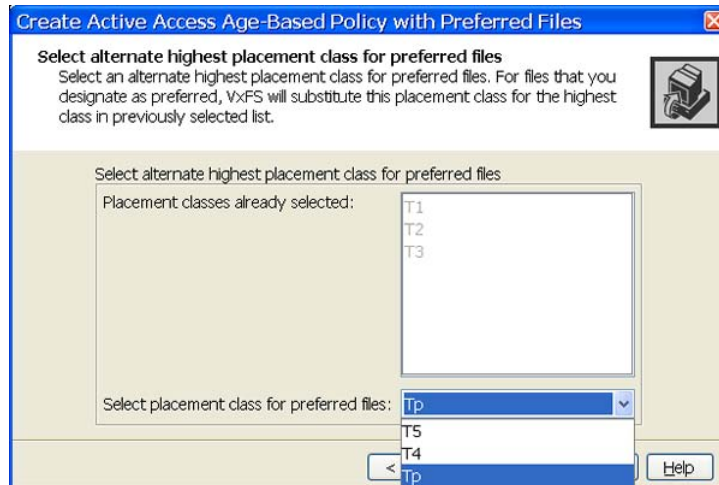 Create Active Access Age-Based Policy with Preferred Files
Select alternate highest placement class for preferred files
Select an alternate highest placement class for preferred files. For files that you
designate as preferred, VxFS will substitute this placement class for the highest
class in previously selected list.
Select alternate highest placement class for preferred files
Placement classes already selected:
T1
T2
T3
Select placement class for preferred files:
Tp
T5
T4
Tp
<
Help